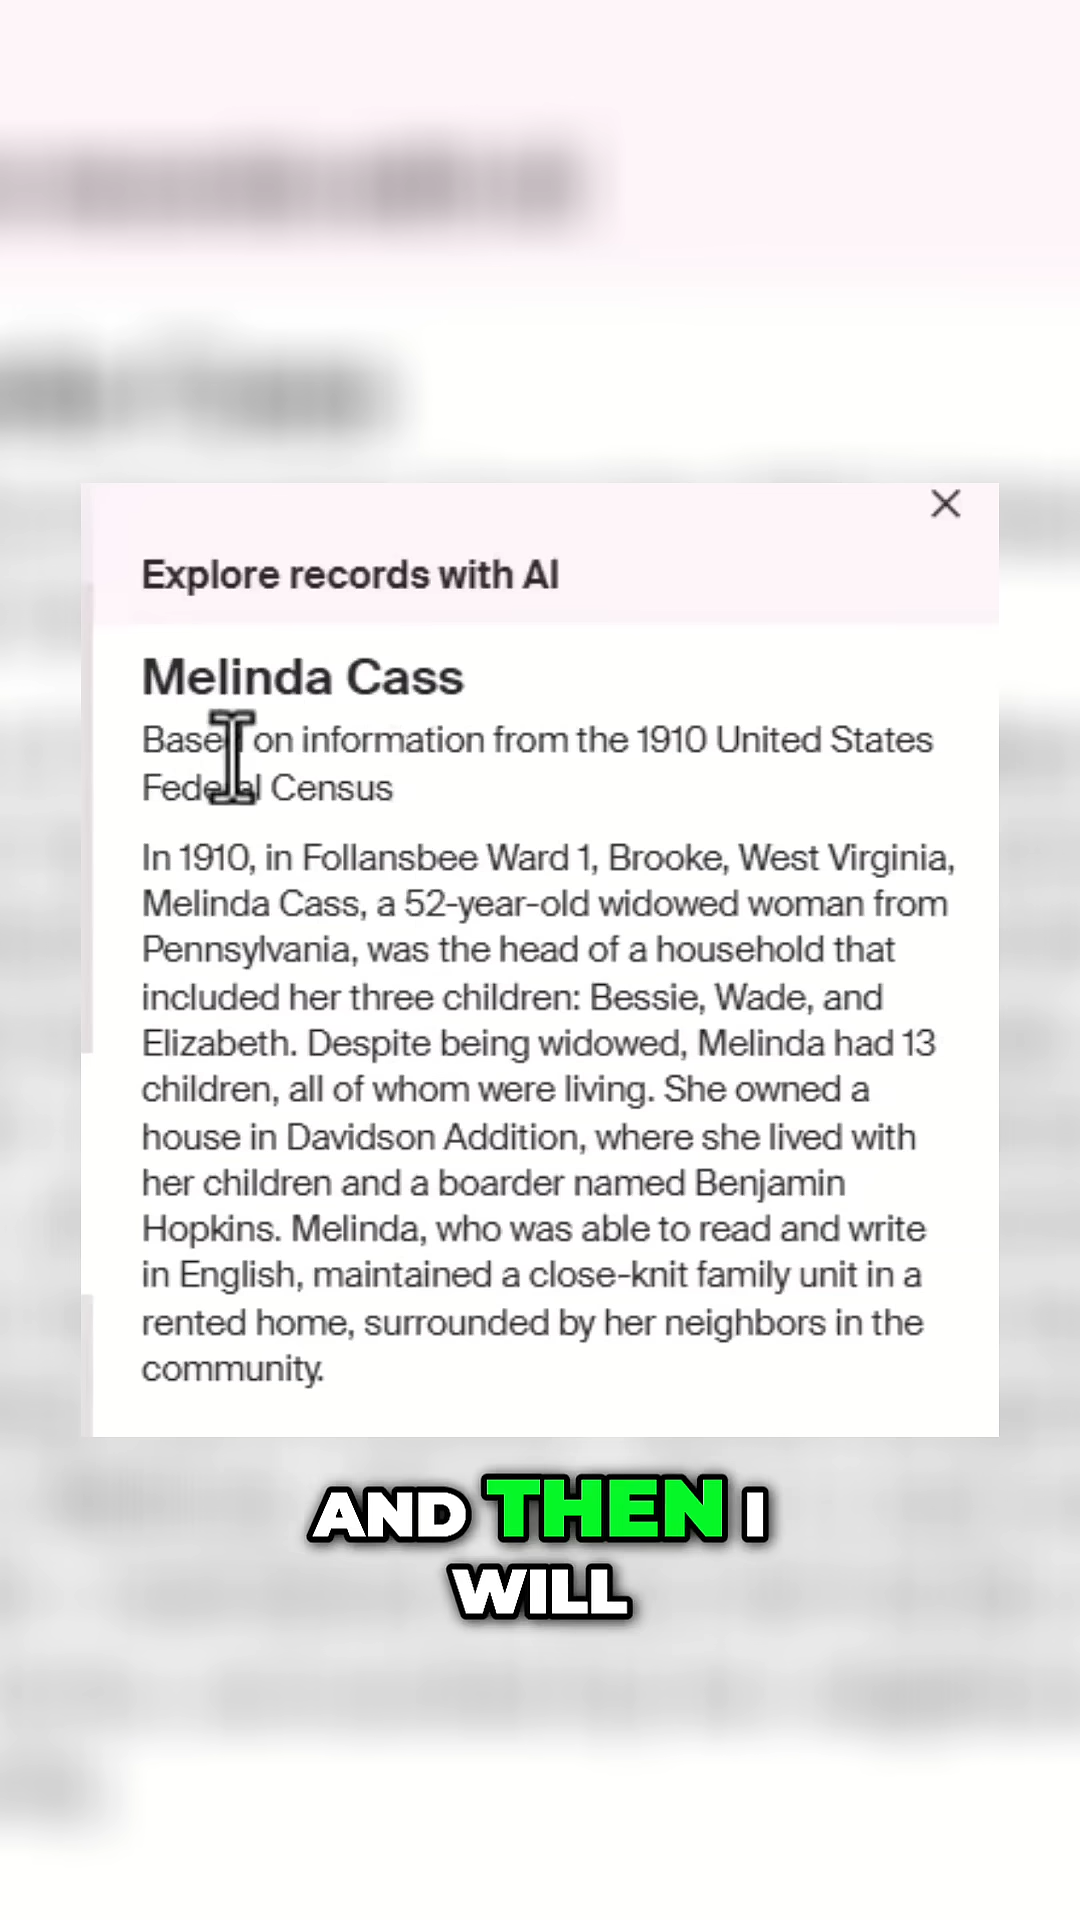 Explore records with AI
Melinda Cass
Based on information from the 1910 United States
Federal Census
In 1910, in Follansbee Ward 1, Brooke, West Virginia,
Melinda Cass, a 52-year-old widowed woman from
Pennsylvania, was the head of a household that
included her three children: Bessie, Wade, and
Elizabeth. Despite being widowed, Melinda had 13
children, all of whom were living. She owned a
house in Davidson Addition, where she lived with
her children and a boarder named Benjamin
Hopkins. Melinda, who was able to read and write
in English, maintained a close-knit family unit in a
rented home, surrounded by her neighbors in the
community.
AND THEN I
WILL